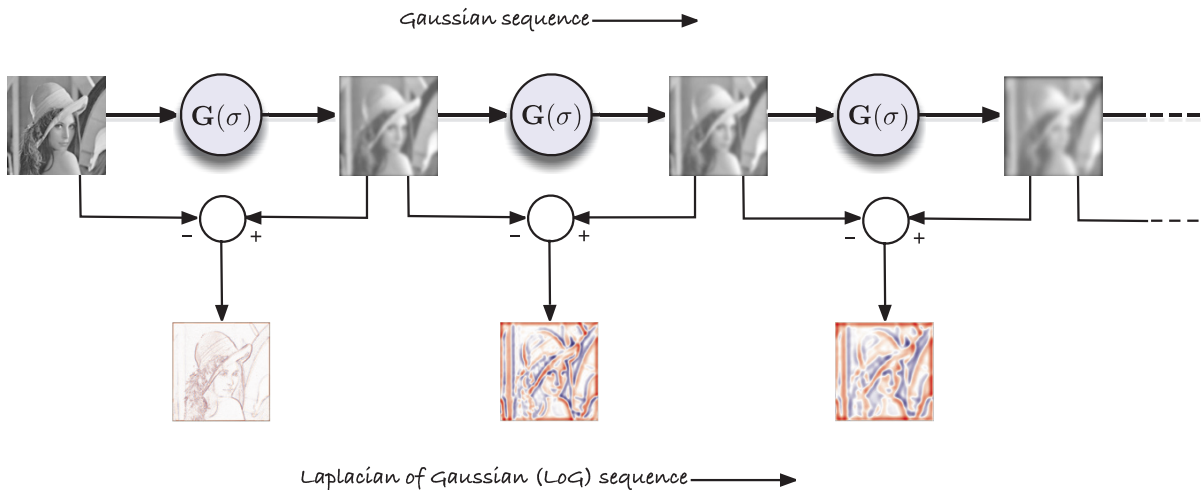 Gaussian sequence
G(σ) G(σ) G(σ)
− + − + − +
Laplacian of Gaussian (LoG) sequence